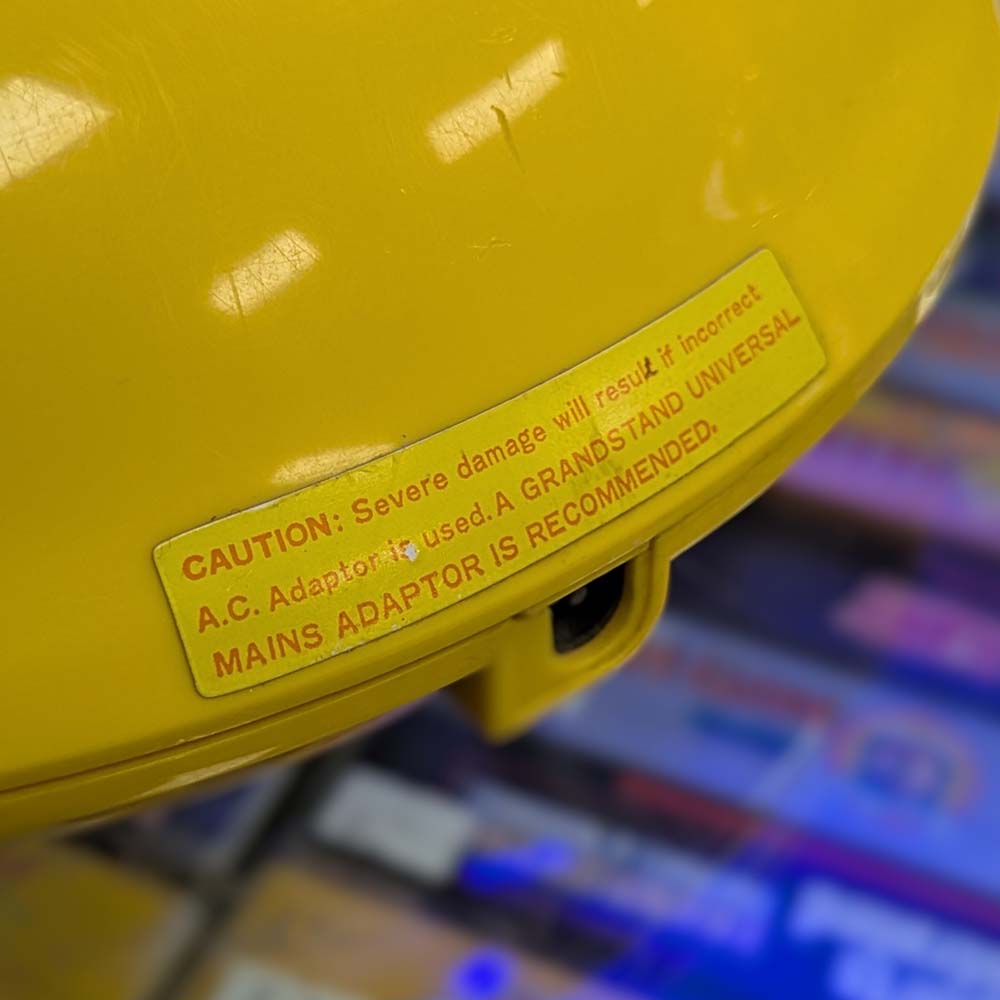 CAUTION: Severe damage will result if incorrect
A.C. Adaptor is used. A GRANDSTAND UNIVERSAL
MAINS ADAPTOR IS RECOMMENDED.